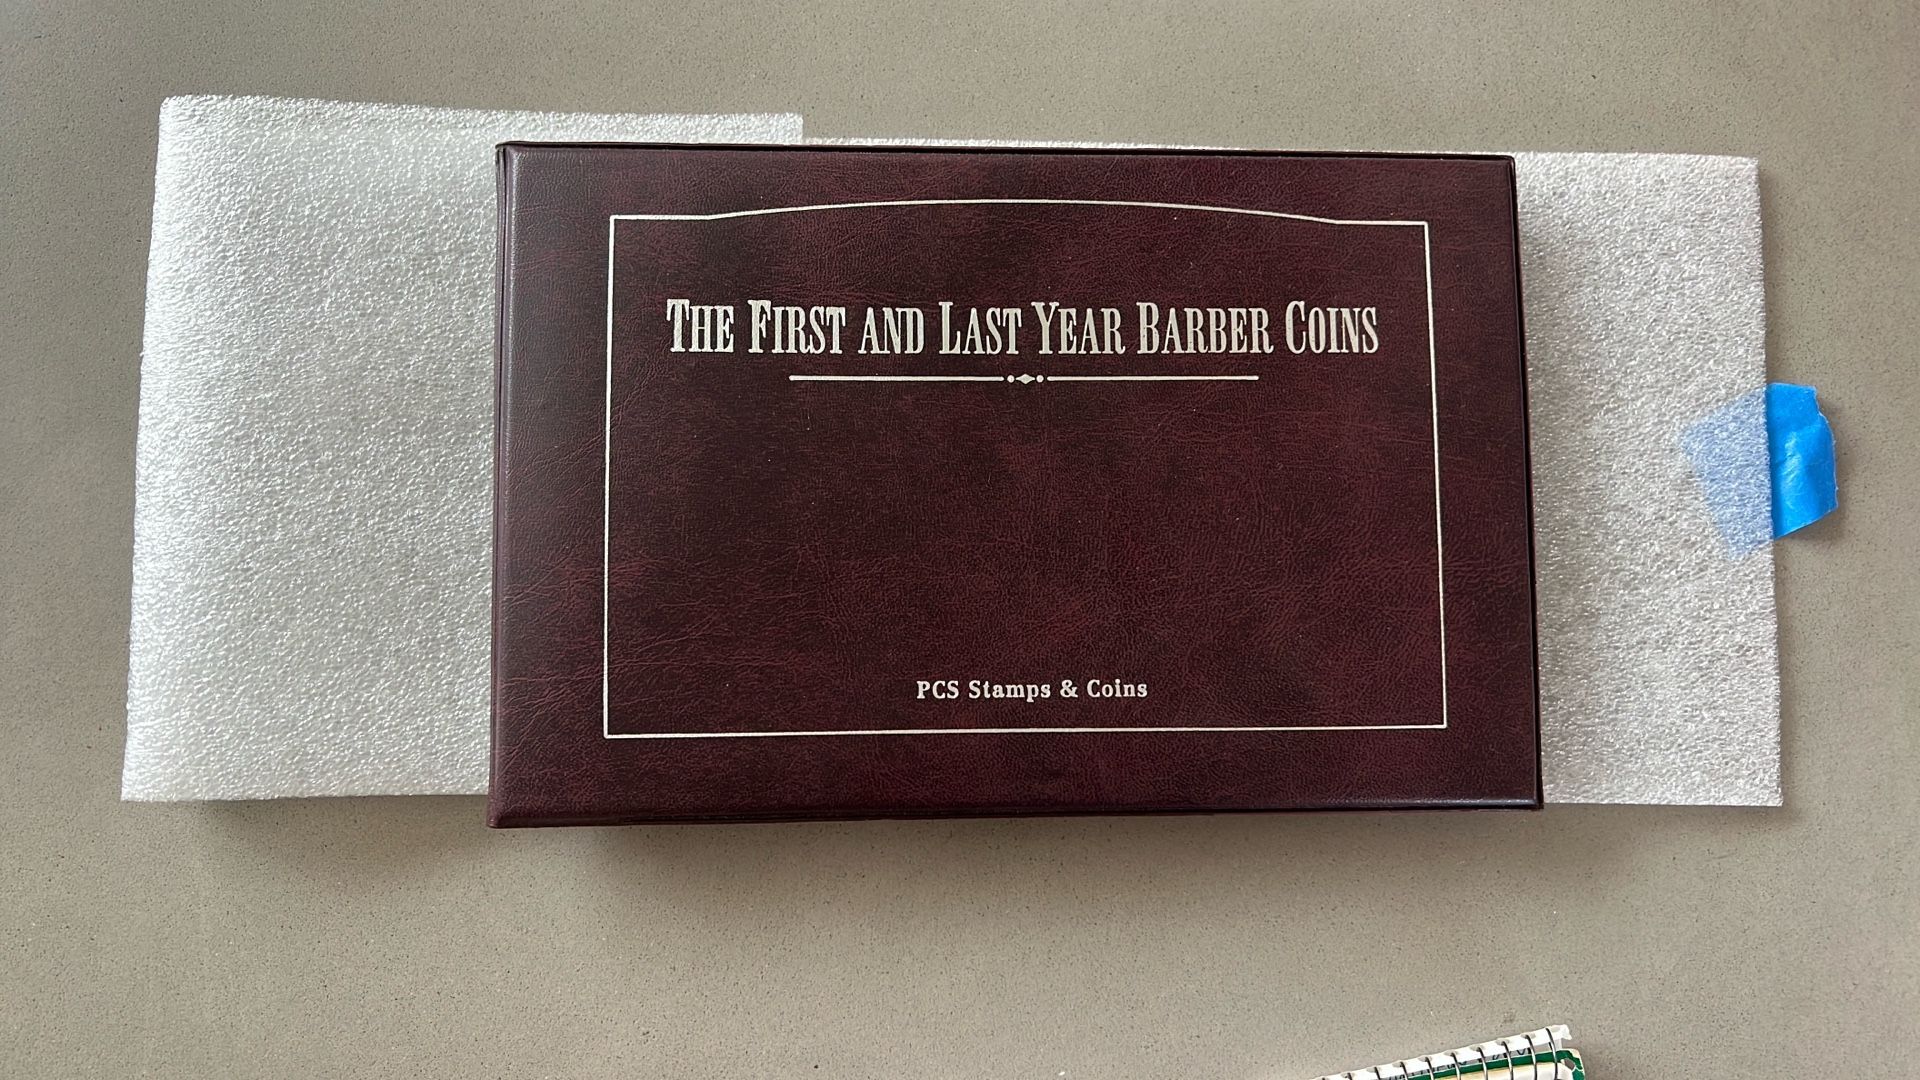 THE FIRST AND LAST YEAR BARBER COINS
PCS Stamps & Coins